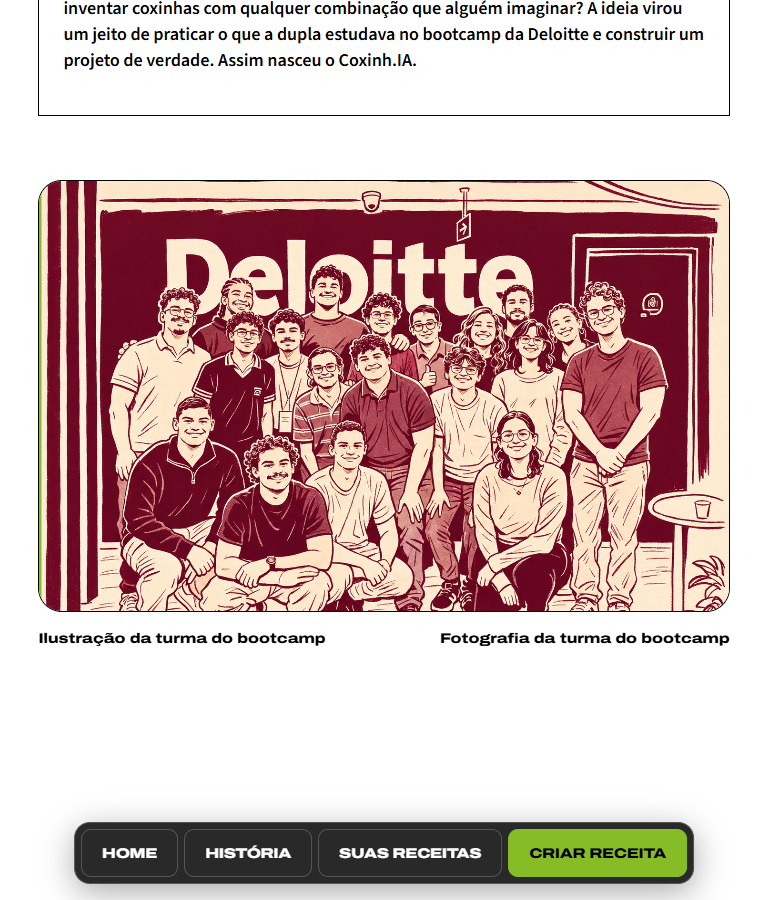 inventar coxinhas com qualquer combinação que alguém imaginar? A ideia virou
um jeito de praticar o que a dupla estudava no bootcamp da Deloitte e construir um
projeto de verdade. Assim nasceu o Coxinh.IA.
Deloitte
Ilustração da turma do bootcamp
Fotografia da turma do bootcamp
HOME
HISTÓRIA
SUAS RECEITAS
CRIAR RECEITA